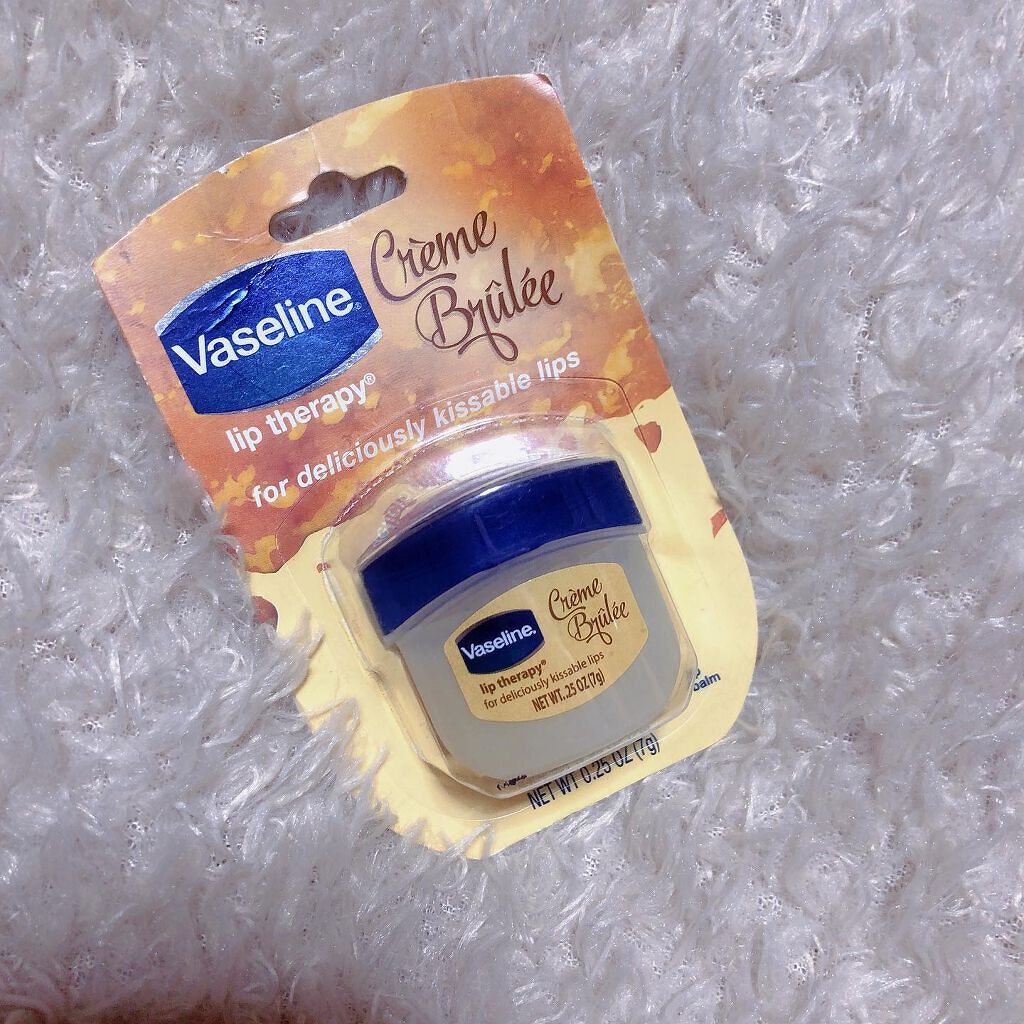 Crème
Brûlée
Vaseline®
lip therapy®
for deliciously kissable lips
Crème
Brûlée
Vaseline.
lip therapy®
for deliciously kissable lips
NET WT. .25 OZ (7g)
balm
NET WT 0.25 OZ (7g)